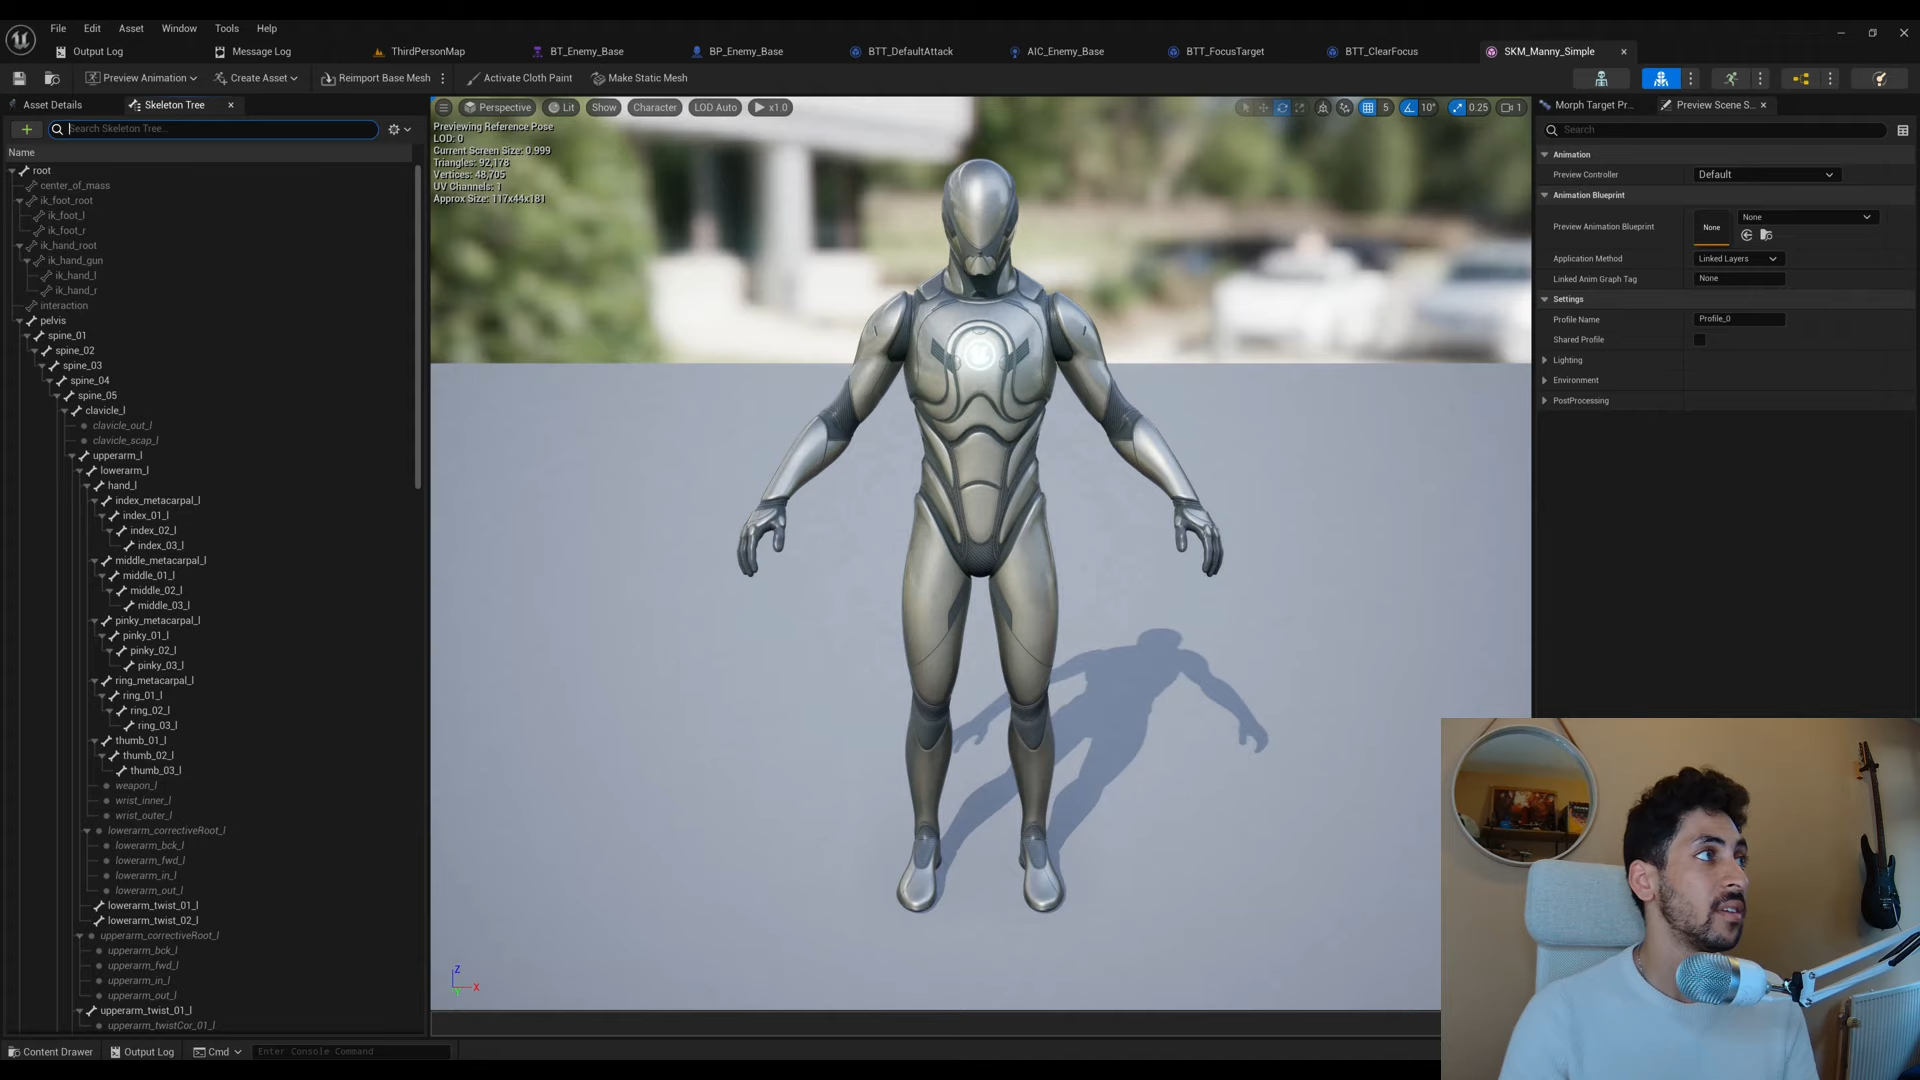 File Edit Asset Window Tools Help
Output Log Message Log ThirdPersonMap BT_Enemy_Base BP_Enemy_Base BTT_DefaultAttack AIC_Enemy_Base BTT_FocusTarget BTT_ClearFocus SKM_Manny_Simple
Preview Animation Create Asset Reimport Base Mesh Activate Cloth Paint Make Static Mesh
Asset Details Skeleton Tree
Search Skeleton Tree...
Name
root
center_of_mass
ik_foot_root
ik_foot_l
ik_foot_r
ik_hand_root
ik_hand_gun
ik_hand_l
ik_hand_r
interaction
pelvis
spine_01
spine_02
spine_03
spine_04
spine_05
clavicle_l
clavicle_out_l
clavicle_scap_l
upperarm_l
lowerarm_l
hand_l
index_metacarpal_l
index_01_l
index_02_l
index_03_l
middle_metacarpal_l
middle_01_l
middle_02_l
middle_03_l
pinky_metacarpal_l
pinky_01_l
pinky_02_l
pinky_03_l
ring_metacarpal_l
ring_01_l
ring_02_l
ring_03_l
thumb_01_l
thumb_02_l
thumb_03_l
weapon_l
wrist_inner_l
wrist_outer_l
lowerarm_correctiveRoot_l
lowerarm_bck_l
lowerarm_fwd_l
lowerarm_in_l
lowerarm_out_l
lowerarm_twist_01_l
lowerarm_twist_02_l
upperarm_correctiveRoot_l
upperarm_bck_l
upperarm_fwd_l
upperarm_in_l
upperarm_out_l
upperarm_twist_01_l
upperarm_twistCor_01_l
Perspective Lit Show Character LOD Auto x1.0 5 10° 0.25 1
Previewing Reference Pose
LOD: 0
Current Screen Size: 0.999
Triangles: 92,178
Vertices: 48,705
UV Channels: 1
Approx Size: 117x44x181
Z
X
Y
Morph Target Pr... Preview Scene S...
Search
Animation
Preview Controller Default
Animation Blueprint
Preview Animation Blueprint None None
Application Method Linked Layers
Linked Anim Graph Tag None
Settings
Profile Name Profile_0
Shared Profile
Lighting
Environment
PostProcessing
Content Drawer Output Log Cmd Enter Console Command